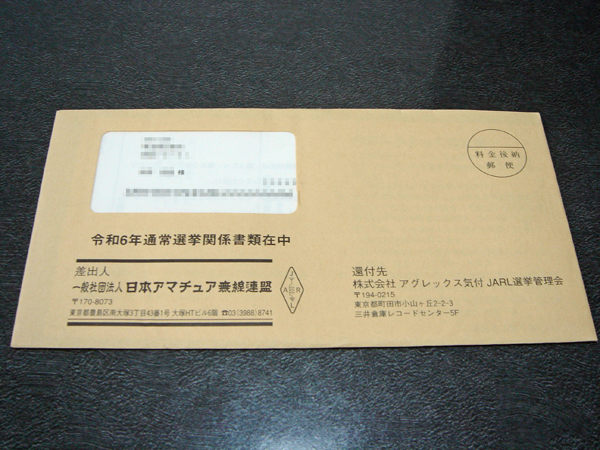 様
令和6年通常選挙関係書類在中
差出人
一般社団法人 日本アマチュア無線連盟
〒170-8073
東京都豊島区南大塚3丁目43番1号 大塚HTビル6階 ☎03(3988)8741
J
A R
L
料金後納
郵便
還付先
株式会社 アグレックス気付 JARL選挙管理会
〒194-0215
東京都町田市小山ヶ丘2-2-3
三井倉庫レコードセンター5F